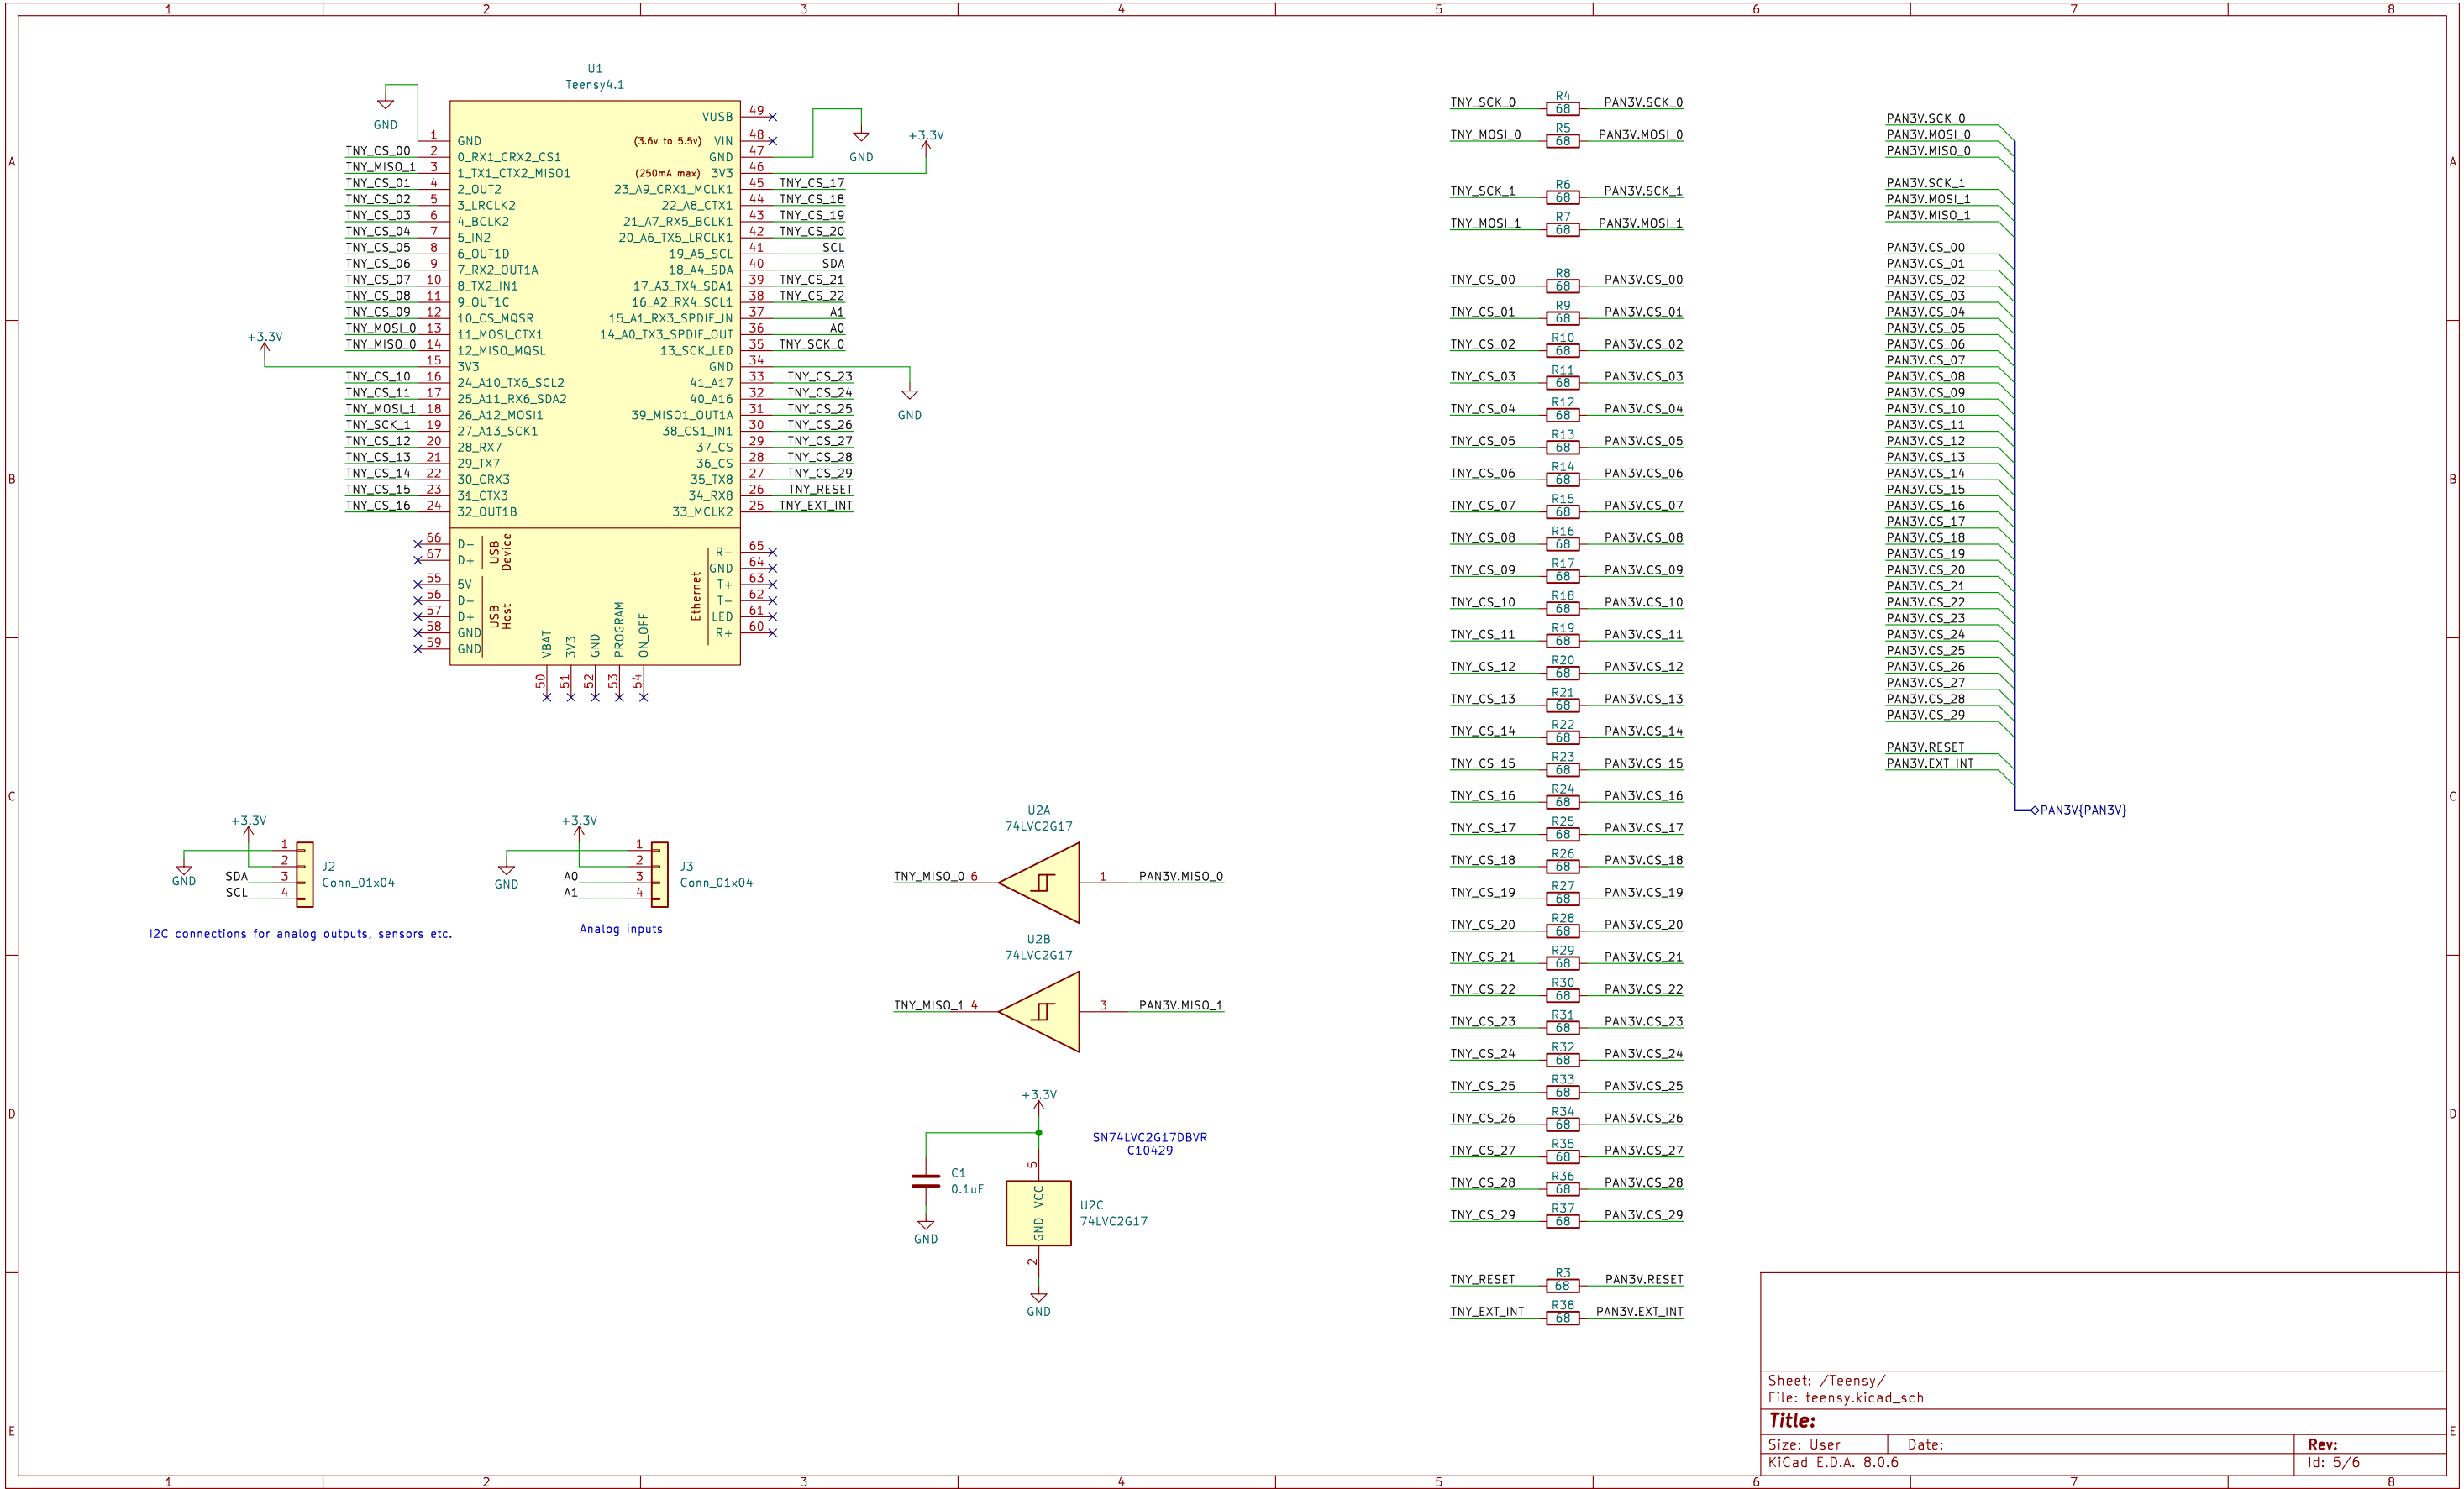 1 2 3 4 5 6 7 8
A
B
C
D
E
U1
Teensy4.1
GND
1 GND
TNY_CS_00 2 0_RX1_CRX2_CS1
TNY_MISO_1 3 1_TX1_CTX2_MISO1
TNY_CS_01 4 2_OUT2
TNY_CS_02 5 3_LRCLK2
TNY_CS_03 6 4_BCLK2
TNY_CS_04 7 5_IN2
TNY_CS_05 8 6_OUT1D
TNY_CS_06 9 7_RX2_OUT1A
TNY_CS_07 10 8_TX2_IN1
TNY_CS_08 11 9_OUT1C
TNY_CS_09 12 10_CS_MQSR
TNY_MOSI_0 13 11_MOSI_CTX1
TNY_MISO_0 14 12_MISO_MQSL
+3.3V
15 3V3
TNY_CS_10 16 24_A10_TX6_SCL2
TNY_CS_11 17 25_A11_RX6_SDA2
TNY_MOSI_1 18 26_A12_MOSI1
TNY_SCK_1 19 27_A13_SCK1
TNY_CS_12 20 28_RX7
TNY_CS_13 21 29_TX7
TNY_CS_14 22 30_CRX3
TNY_CS_15 23 31_CTX3
TNY_CS_16 24 32_OUT1B
66 D-
67 D+
USB
Device
55 5V
56 D-
57 D+
58 GND
59 GND
USB
Host
VBAT 50
3V3 51
GND 52
PROGRAM 53
ON_OFF 54
VUSB 49
(3.6v to 5.5v) VIN 48
GND 47
GND
+3.3V
(250mA max) 3V3 46
23_A9_CRX1_MCLK1 45 TNY_CS_17
22_A8_CTX1 44 TNY_CS_18
21_A7_RX5_BCLK1 43 TNY_CS_19
20_A6_TX5_LRCLK1 42 TNY_CS_20
19_A5_SCL 41 SCL
18_A4_SDA 40 SDA
17_A3_TX4_SDA1 39 TNY_CS_21
16_A2_RX4_SCL1 38 TNY_CS_22
15_A1_RX3_SPDIF_IN 37 A1
14_A0_TX3_SPDIF_OUT 36 A0
13_SCK_LED 35 TNY_SCK_0
GND 34
GND
41_A17 33 TNY_CS_23
40_A16 32 TNY_CS_24
39_MISO1_OUT1A 31 TNY_CS_25
38_CS1_IN1 30 TNY_CS_26
37_CS 29 TNY_CS_27
36_CS 28 TNY_CS_28
35_TX8 27 TNY_CS_29
34_RX8 26 TNY_RESET
33_MCLK2 25 TNY_EXT_INT
Ethernet
R- 65
GND 64
T+ 63
T- 62
LED 61
R+ 60
+3.3V
GND
1
2
SDA 3
SCL 4
J2
Conn_01x04
I2C connections for analog outputs, sensors etc.
+3.3V
GND
1
2
A0 3
A1 4
J3
Conn_01x04
Analog inputs
U2A
74LVC2G17
TNY_MISO_0 6 1 PAN3V.MISO_0
U2B
74LVC2G17
TNY_MISO_1 4 3 PAN3V.MISO_1
+3.3V
SN74LVC2G17DBVR
C10429
C1
0.1uF
GND
5
VCC
GND
2
U2C
74LVC2G17
GND
TNY_SCK_0 R4 68 PAN3V.SCK_0
TNY_MOSI_0 R5 68 PAN3V.MOSI_0
TNY_SCK_1 R6 68 PAN3V.SCK_1
TNY_MOSI_1 R7 68 PAN3V.MOSI_1
TNY_CS_00 R8 68 PAN3V.CS_00
TNY_CS_01 R9 68 PAN3V.CS_01
TNY_CS_02 R10 68 PAN3V.CS_02
TNY_CS_03 R11 68 PAN3V.CS_03
TNY_CS_04 R12 68 PAN3V.CS_04
TNY_CS_05 R13 68 PAN3V.CS_05
TNY_CS_06 R14 68 PAN3V.CS_06
TNY_CS_07 R15 68 PAN3V.CS_07
TNY_CS_08 R16 68 PAN3V.CS_08
TNY_CS_09 R17 68 PAN3V.CS_09
TNY_CS_10 R18 68 PAN3V.CS_10
TNY_CS_11 R19 68 PAN3V.CS_11
TNY_CS_12 R20 68 PAN3V.CS_12
TNY_CS_13 R21 68 PAN3V.CS_13
TNY_CS_14 R22 68 PAN3V.CS_14
TNY_CS_15 R23 68 PAN3V.CS_15
TNY_CS_16 R24 68 PAN3V.CS_16
TNY_CS_17 R25 68 PAN3V.CS_17
TNY_CS_18 R26 68 PAN3V.CS_18
TNY_CS_19 R27 68 PAN3V.CS_19
TNY_CS_20 R28 68 PAN3V.CS_20
TNY_CS_21 R29 68 PAN3V.CS_21
TNY_CS_22 R30 68 PAN3V.CS_22
TNY_CS_23 R31 68 PAN3V.CS_23
TNY_CS_24 R32 68 PAN3V.CS_24
TNY_CS_25 R33 68 PAN3V.CS_25
TNY_CS_26 R34 68 PAN3V.CS_26
TNY_CS_27 R35 68 PAN3V.CS_27
TNY_CS_28 R36 68 PAN3V.CS_28
TNY_CS_29 R37 68 PAN3V.CS_29
TNY_RESET R3 68 PAN3V.RESET
TNY_EXT_INT R38 68 PAN3V.EXT_INT
PAN3V.SCK_0
PAN3V.MOSI_0
PAN3V.MISO_0
PAN3V.SCK_1
PAN3V.MOSI_1
PAN3V.MISO_1
PAN3V.CS_00
PAN3V.CS_01
PAN3V.CS_02
PAN3V.CS_03
PAN3V.CS_04
PAN3V.CS_05
PAN3V.CS_06
PAN3V.CS_07
PAN3V.CS_08
PAN3V.CS_09
PAN3V.CS_10
PAN3V.CS_11
PAN3V.CS_12
PAN3V.CS_13
PAN3V.CS_14
PAN3V.CS_15
PAN3V.CS_16
PAN3V.CS_17
PAN3V.CS_18
PAN3V.CS_19
PAN3V.CS_20
PAN3V.CS_21
PAN3V.CS_22
PAN3V.CS_23
PAN3V.CS_24
PAN3V.CS_25
PAN3V.CS_26
PAN3V.CS_27
PAN3V.CS_28
PAN3V.CS_29
PAN3V.RESET
PAN3V.EXT_INT
PAN3V{PAN3V}
Sheet: /Teensy/
File: teensy.kicad_sch
Title:
Size: User Date: Rev:
KiCad E.D.A. 8.0.6 Id: 5/6
A
B
C
D
E
1 2 3 4 5 6 7 8